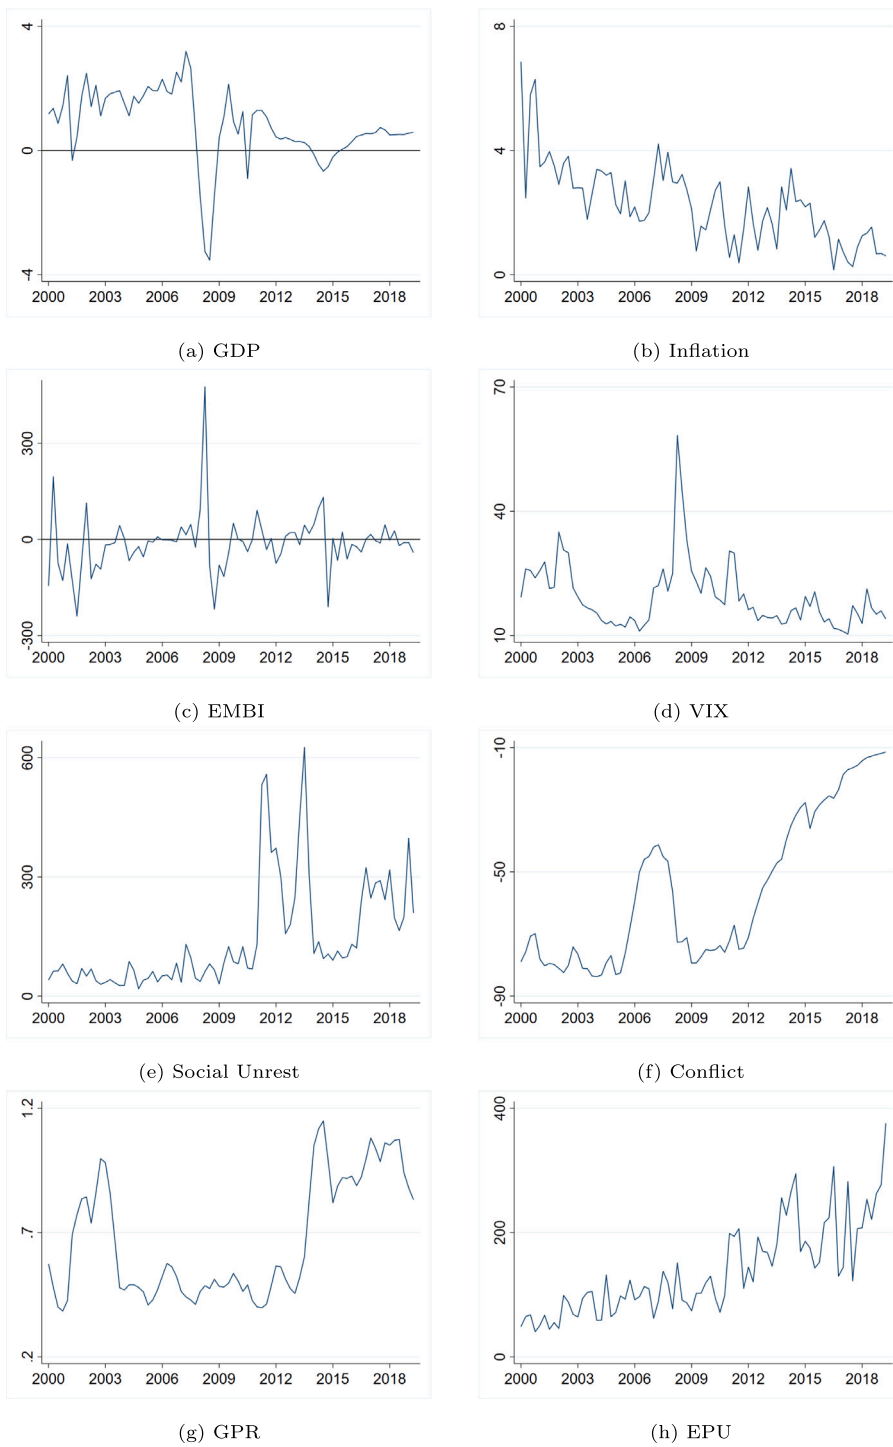 4
0
-4
2000 2003 2006 2009 2012 2015 2018
(a) GDP
8
4
0
2000 2003 2006 2009 2012 2015 2018
(b) Inflation
300
0
-300
2000 2003 2006 2009 2012 2015 2018
(c) EMBI
70
40
10
2000 2003 2006 2009 2012 2015 2018
(d) VIX
600
300
0
2000 2003 2006 2009 2012 2015 2018
(e) Social Unrest
-10
-50
-90
2000 2003 2006 2009 2012 2015 2018
(f) Conflict
1.2
.7
.2
2000 2003 2006 2009 2012 2015 2018
(g) GPR
400
200
0
2000 2003 2006 2009 2012 2015 2018
(h) EPU